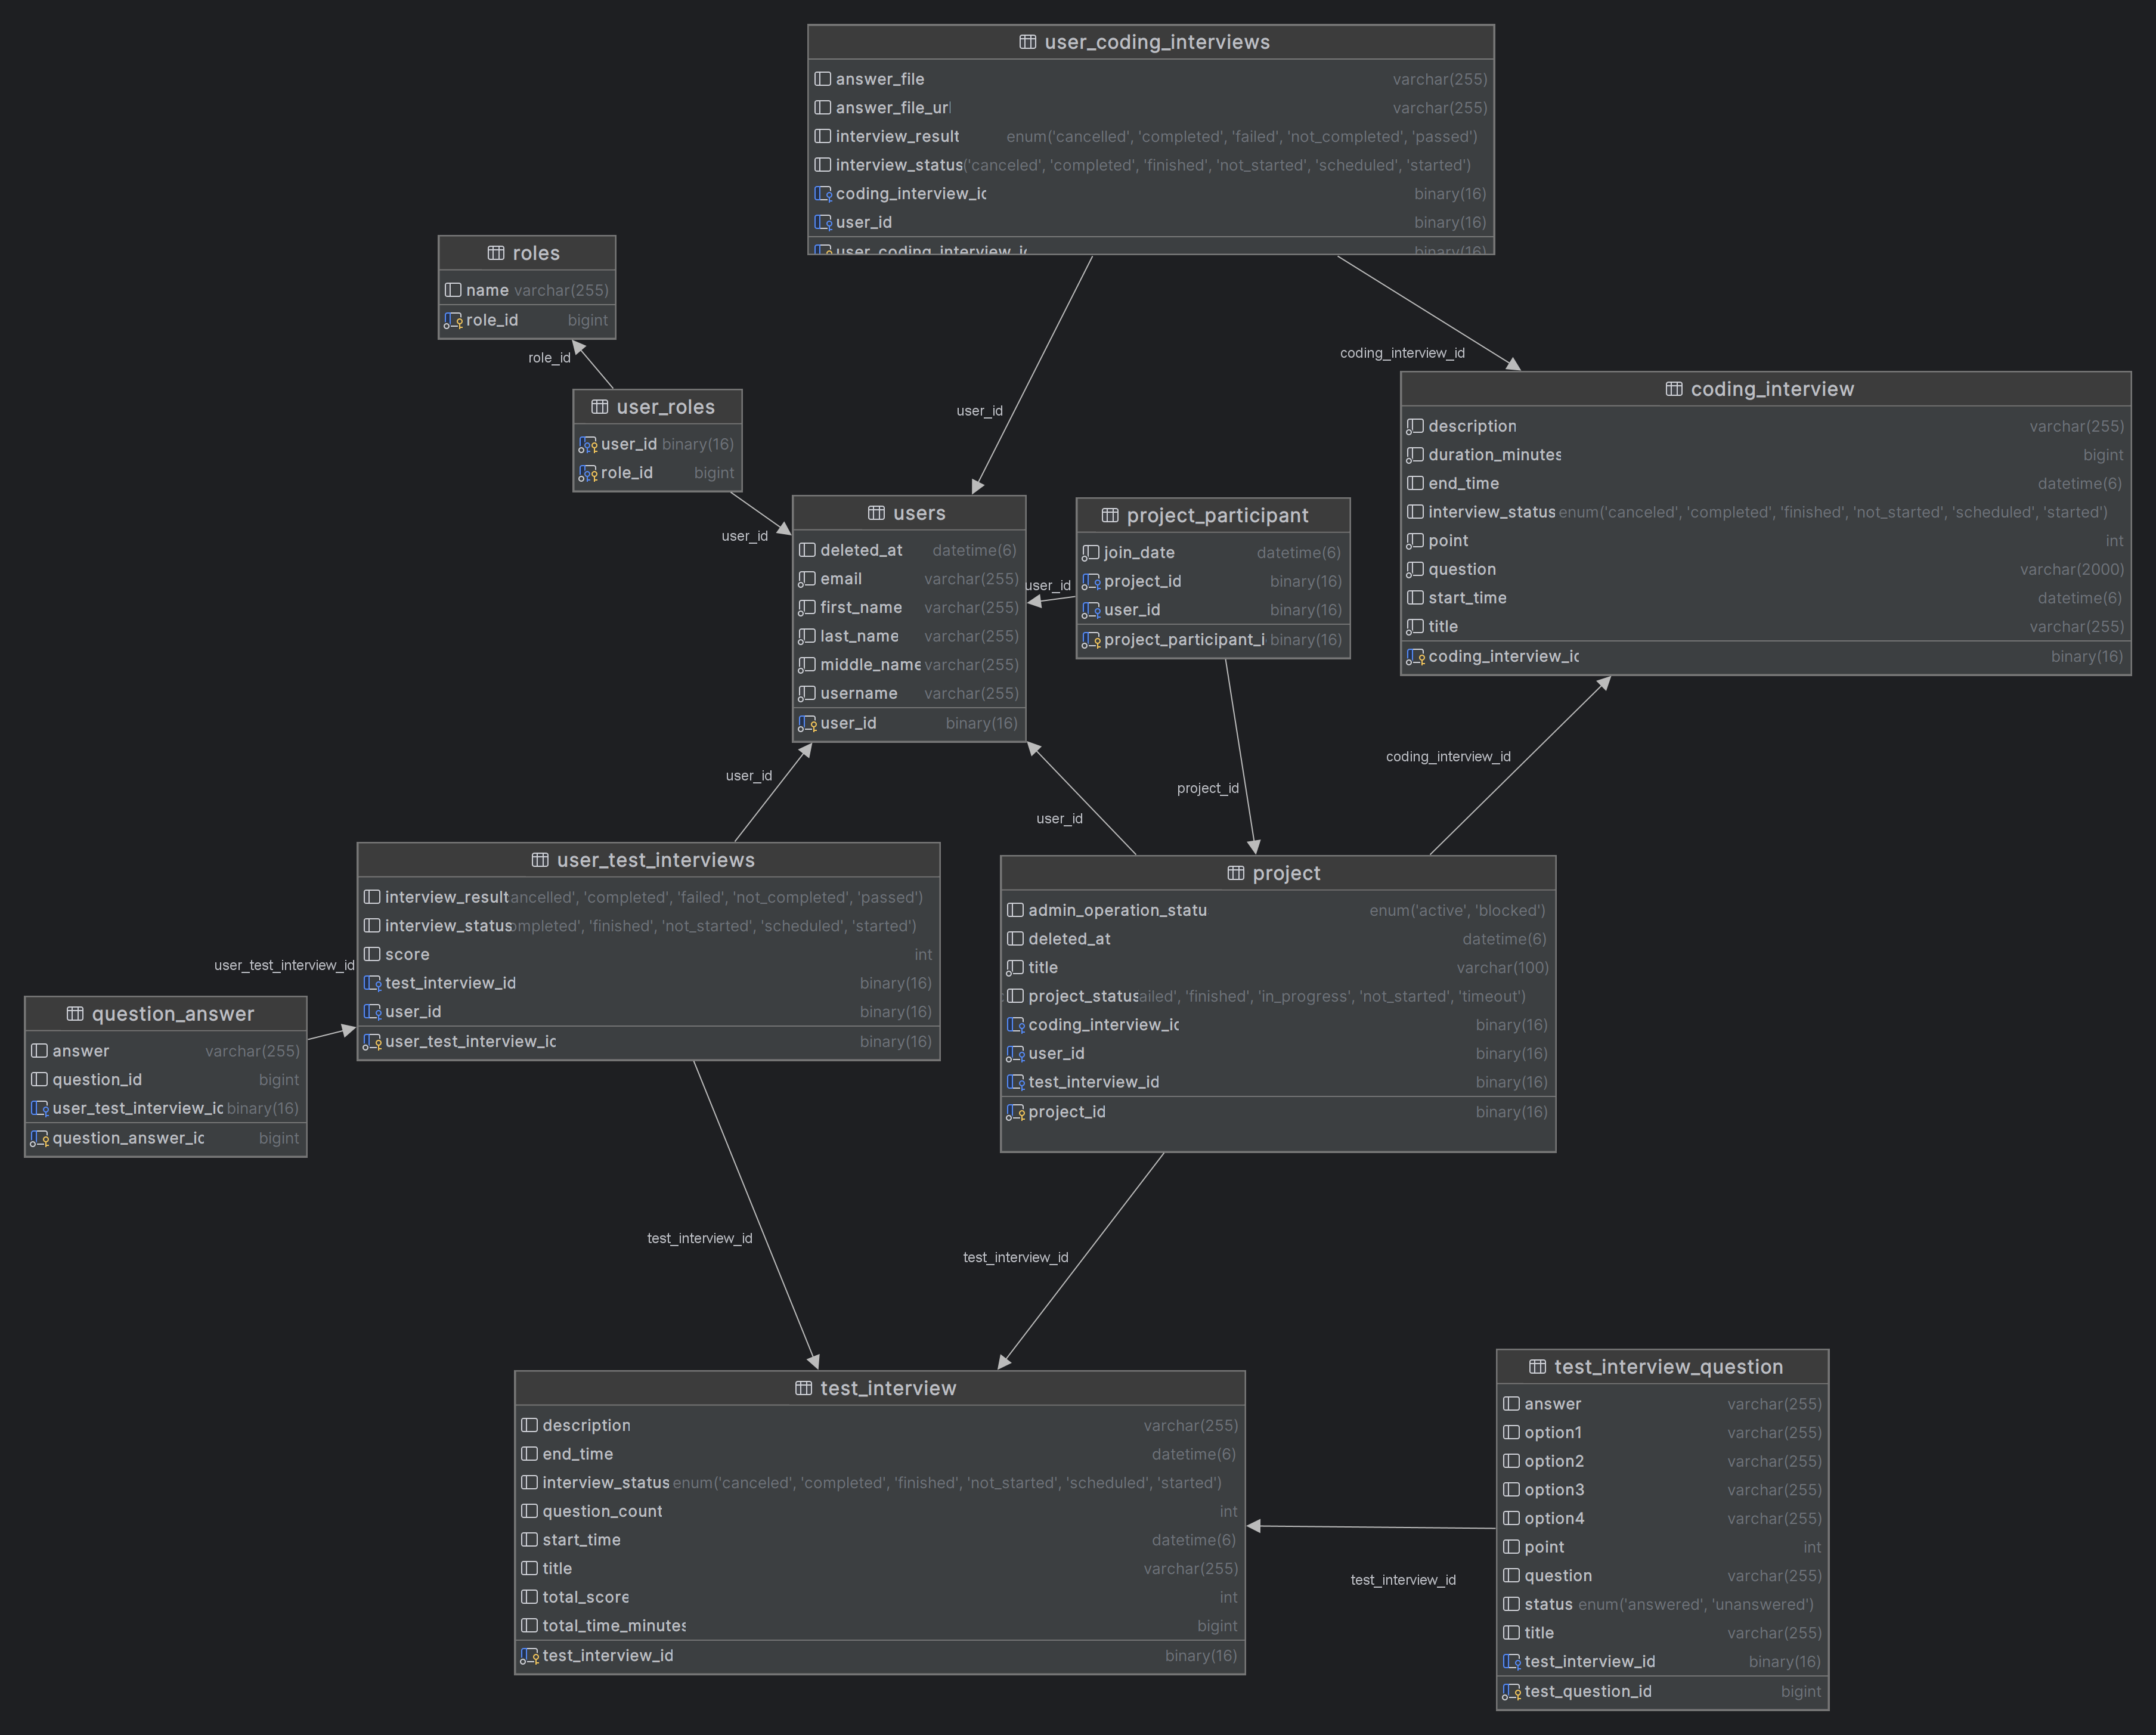 user_coding_interviews
answer_file varchar(255)
answer_file_url varchar(255)
interview_result enum('cancelled', 'completed', 'failed', 'not_completed', 'passed')
interview_status ('canceled', 'completed', 'finished', 'not_started', 'scheduled', 'started')
coding_interview_ic binary(16)
user_id binary(16)
user_coding_interview_ic binary(16)
roles
name varchar(255)
role_id bigint
role_id
user_roles
user_id binary(16)
role_id bigint
user_id
user_id
coding_interview_id
coding_interview
description varchar(255)
duration_minutes bigint
end_time datetime(6)
interview_status enum('canceled', 'completed', 'finished', 'not_started', 'scheduled', 'started')
point int
question varchar(2000)
start_time datetime(6)
title varchar(255)
coding_interview_ic binary(16)
users
deleted_at datetime(6)
email varchar(255)
first_name varchar(255)
last_name varchar(255)
middle_name varchar(255)
username varchar(255)
user_id binary(16)
user_id
project_participant
join_date datetime(6)
project_id binary(16)
user_id binary(16)
project_participant_i binary(16)
user_id
user_id
project_id
coding_interview_id
user_test_interviews
interview_result ancelled', 'completed', 'failed', 'not_completed', 'passed')
interview_status ompleted', 'finished', 'not_started', 'scheduled', 'started')
score int
test_interview_id binary(16)
user_id binary(16)
user_test_interview_ic binary(16)
user_test_interview_id
question_answer
answer varchar(255)
question_id bigint
user_test_interview_ic binary(16)
question_answer_ic bigint
project
admin_operation_statu enum('active', 'blocked')
deleted_at datetime(6)
title varchar(100)
project_status ailed', 'finished', 'in_progress', 'not_started', 'timeout')
coding_interview_ic binary(16)
user_id binary(16)
test_interview_id binary(16)
project_id binary(16)
test_interview_id
test_interview_id
test_interview
description varchar(255)
end_time datetime(6)
interview_status enum('canceled', 'completed', 'finished', 'not_started', 'scheduled', 'started')
question_count int
start_time datetime(6)
title varchar(255)
total_score int
total_time_minutes bigint
test_interview_id binary(16)
test_interview_id
test_interview_question
answer varchar(255)
option1 varchar(255)
option2 varchar(255)
option3 varchar(255)
option4 varchar(255)
point int
question varchar(255)
status enum('answered', 'unanswered')
title varchar(255)
test_interview_id binary(16)
test_question_id bigint